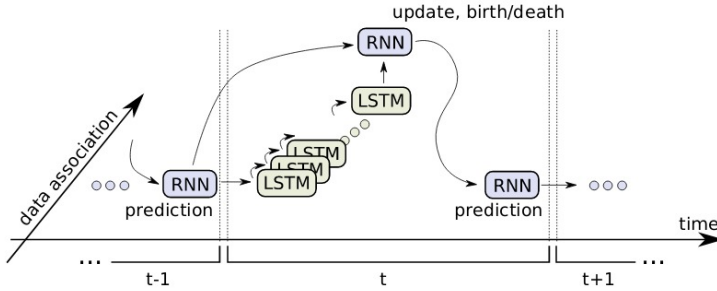 update, birth/death
RNN
LSTM
data association
LSTM
LSTM
LSTM
RNN
RNN
prediction
prediction
time
...
...
t-1
t
t+1